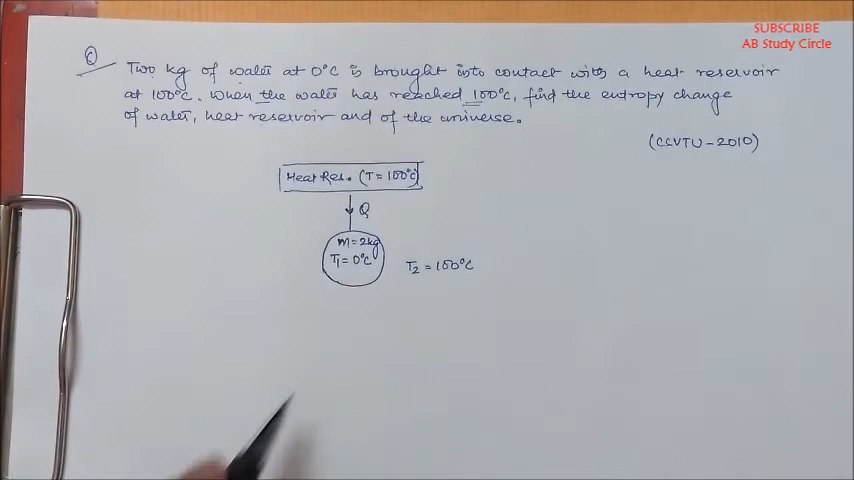 SUBSCRIBE
AB Study Circle
Q
Two kg of water at 0°C is brought into contact with a heat reservoir
at 100°C. When the water has reached 100°C, find the entropy change
of water, heat reservoir and of the universe.
(CCVTU-2010)
Heat Res. (T = 100°C)
Q
m = 2kg
T1 = 0°C
T2 = 100°C